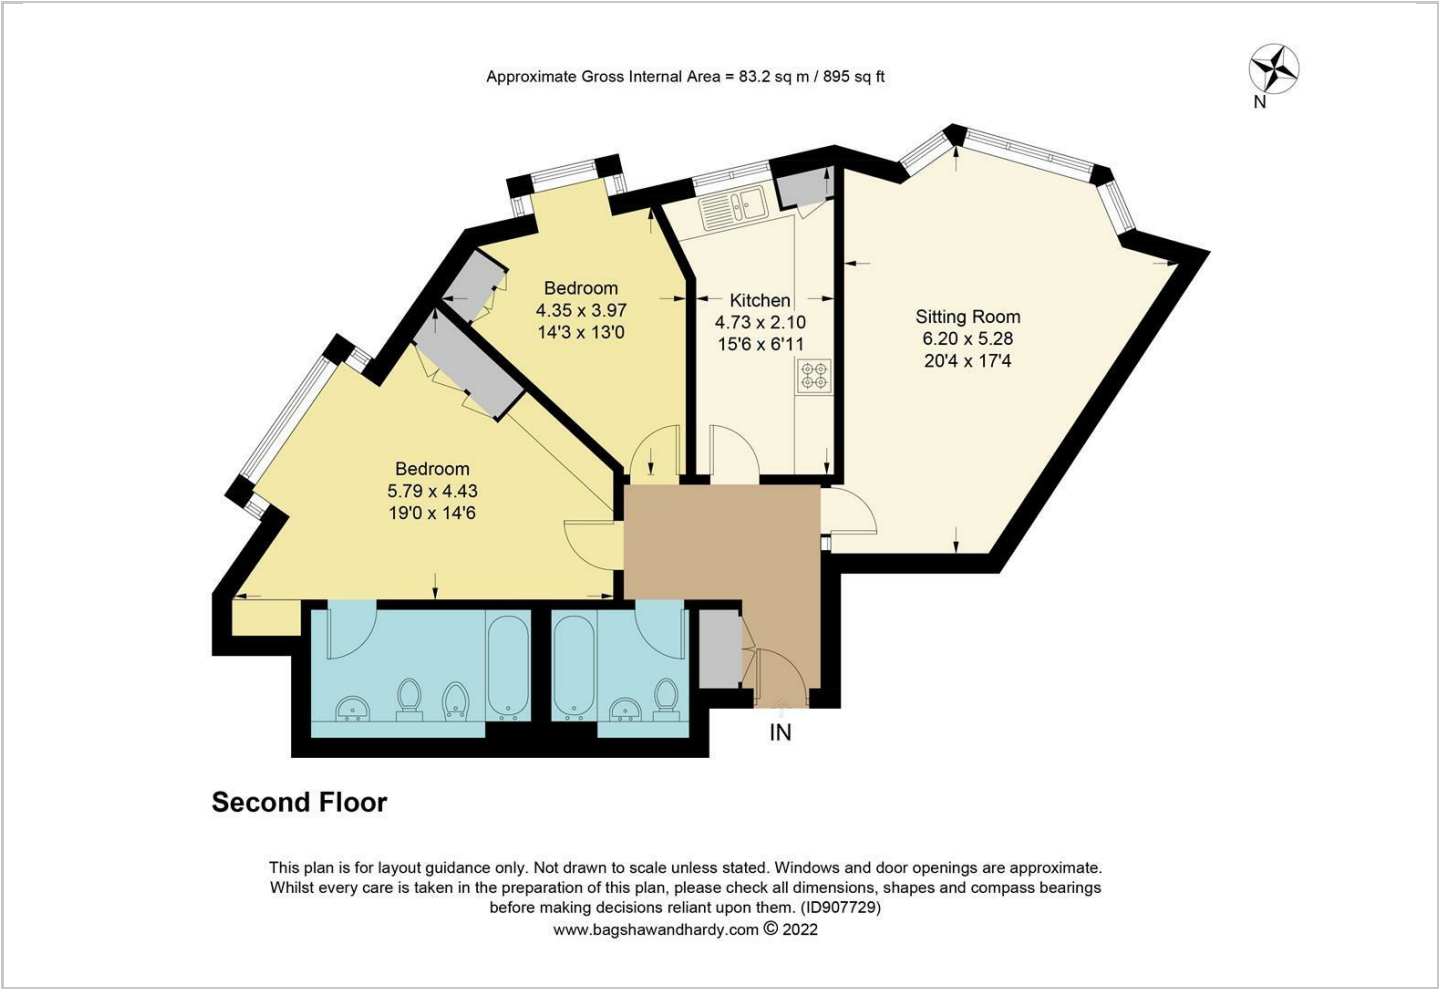 Approximate Gross Internal Area = 83.2 sq m / 895 sq ft
N
Bedroom
4.35 x 3.97
14'3 x 13'0
Kitchen
4.73 x 2.10
15'6 x 6'11
Sitting Room
6.20 x 5.28
20'4 x 17'4
Bedroom
5.79 x 4.43
19'0 x 14'6
IN
Second Floor
This plan is for layout guidance only. Not drawn to scale unless stated. Windows and door openings are approximate.
Whilst every care is taken in the preparation of this plan, please check all dimensions, shapes and compass bearings
before making decisions reliant upon them. (ID907729)
www.bagshawandhardy.com © 2022